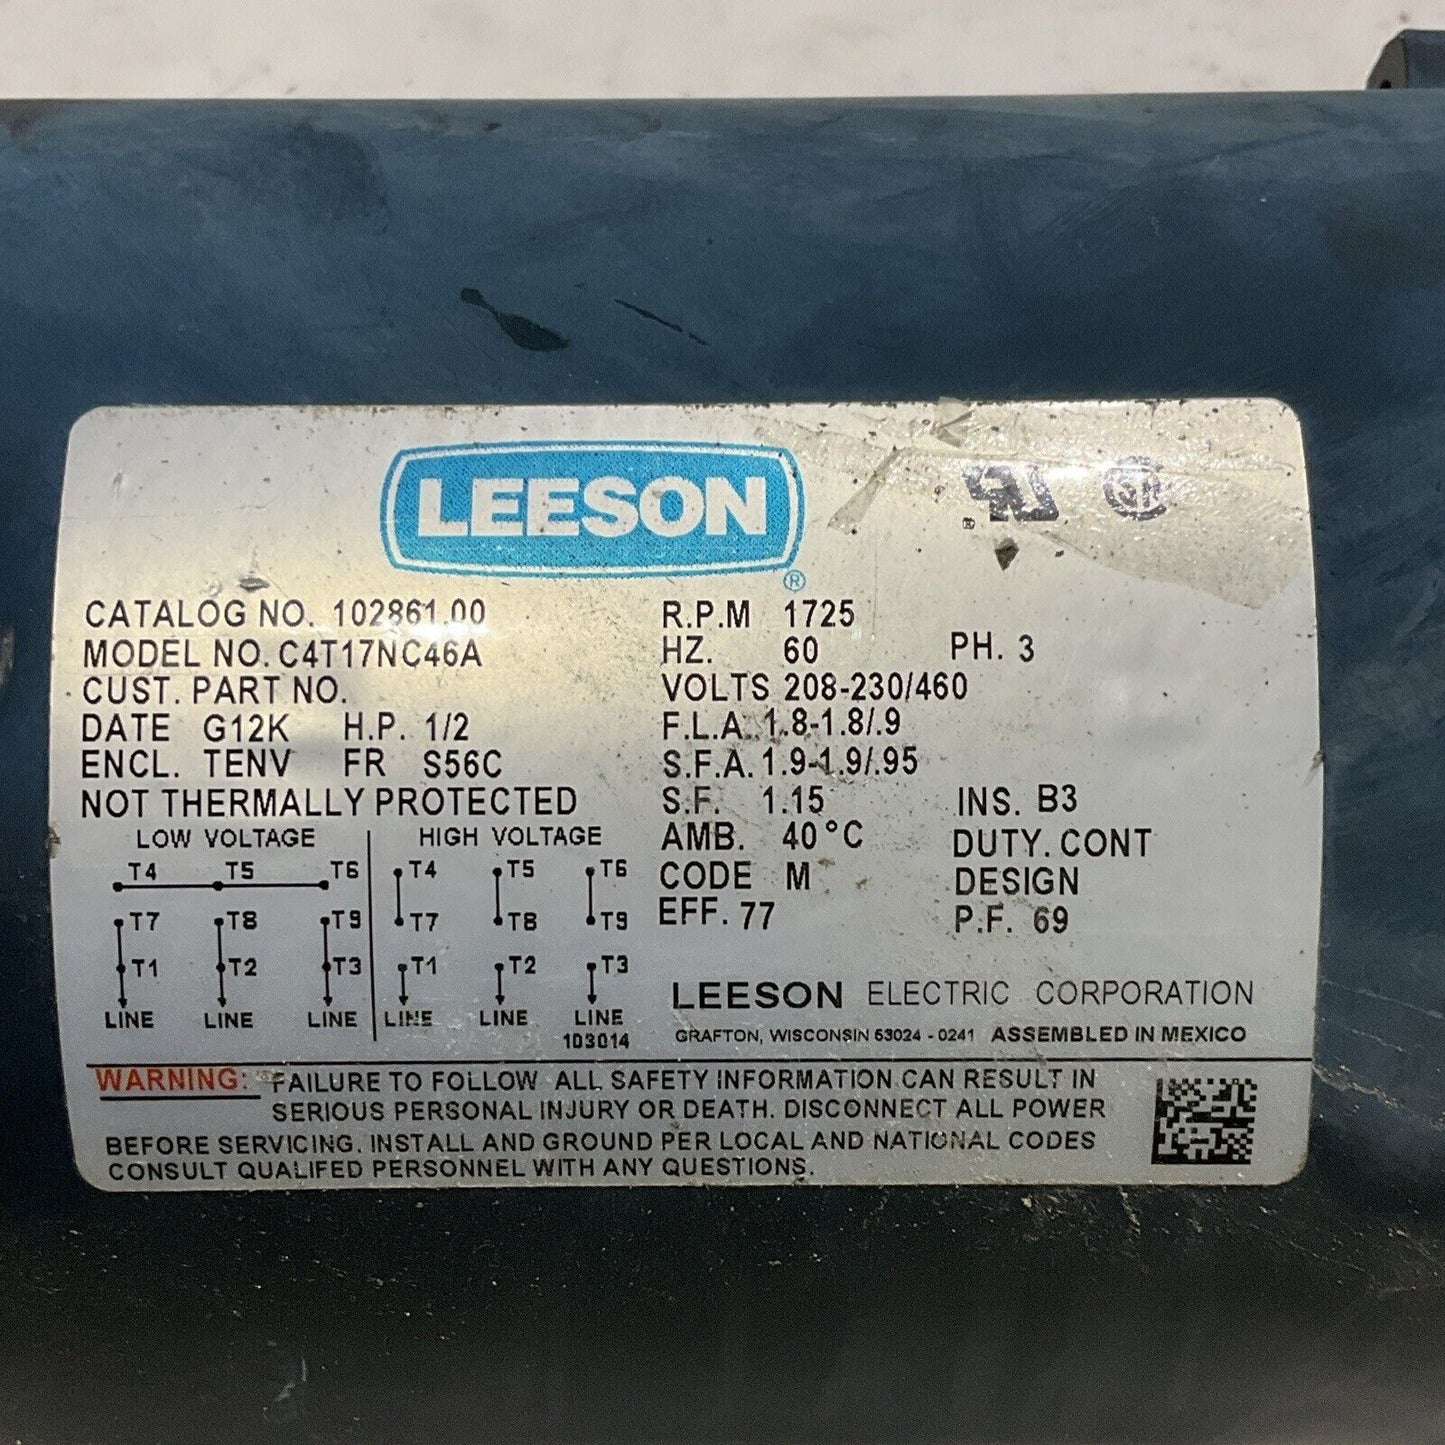 LEESON
®
CATALOG NO. 102861.00
MODEL NO. C4T17NC46A
CUST. PART NO.
DATE G12K H.P. 1/2
ENCL. TENV FR S56C
NOT THERMALLY PROTECTED
R.P.M 1725
HZ. 60 PH. 3
VOLTS 208-230/460
F.L.A. 1.8-1.8/.9
S.F.A. 1.9-1.9/.95
S.F. 1.15 INS. B3
AMB. 40°C DUTY. CONT
CODE M DESIGN
EFF. 77 P.F. 69
LOW VOLTAGE
T4 T5 T6
T7 T8 T9
T1 T2 T3
LINE LINE LINE
HIGH VOLTAGE
T4 T5 T6
T7 T8 T9
T1 T2 T3
LINE LINE LINE
103014
LEESON ELECTRIC CORPORATION
GRAFTON, WISCONSIN 53024 - 0241 ASSEMBLED IN MEXICO
WARNING: FAILURE TO FOLLOW ALL SAFETY INFORMATION CAN RESULT IN
SERIOUS PERSONAL INJURY OR DEATH. DISCONNECT ALL POWER
BEFORE SERVICING. INSTALL AND GROUND PER LOCAL AND NATIONAL CODES
CONSULT QUALIFED PERSONNEL WITH ANY QUESTIONS.